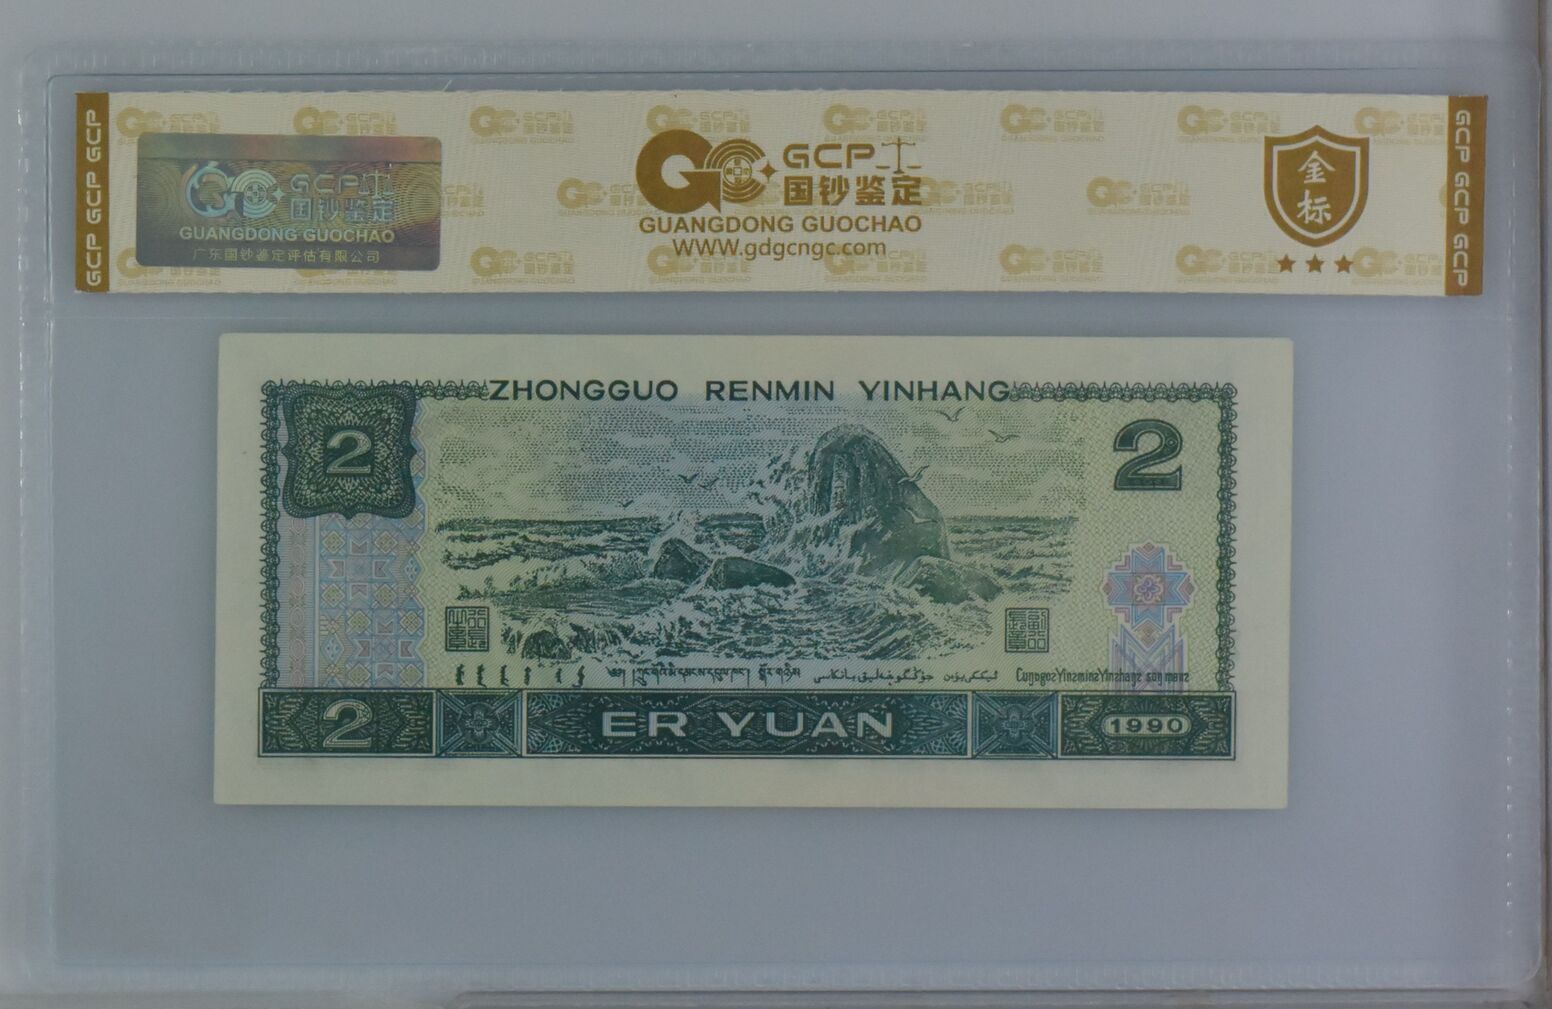 GCP GCP GCP
GCP
国钞鉴定
GUANGDONG GUOCHAO
广东国钞鉴定评估有限公司
GCP
国钞鉴定
GUANGDONG GUOCHAO
WWW.gdgcngc.com
金
标
GCP GCP GCP
ZHONGGUO RENMIN YINHANG
2
2
2
ER YUAN
1990